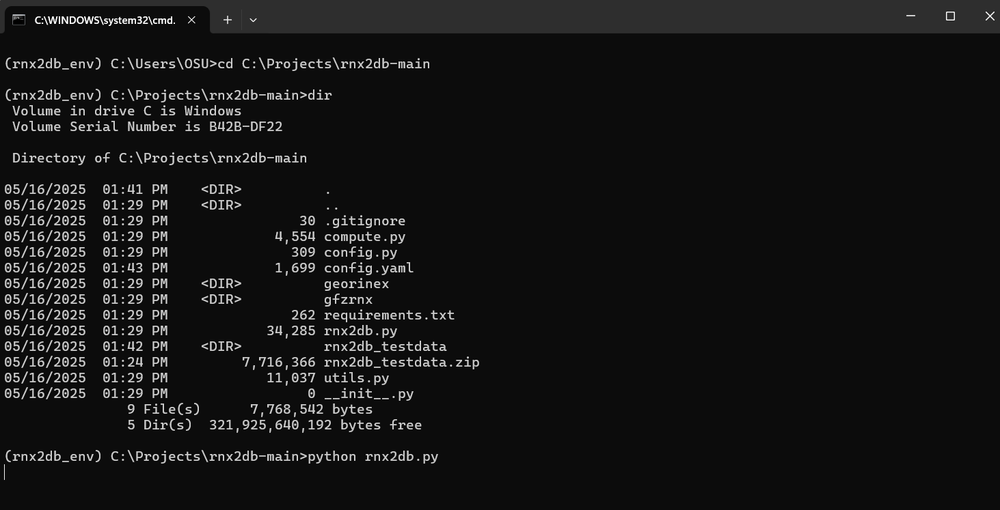 C:\WINDOWS\system32\cmd.
(rnx2db_env) C:\Users\OSU>cd C:\Projects\rnx2db-main
(rnx2db_env) C:\Projects\rnx2db-main>dir
 Volume in drive C is Windows
 Volume Serial Number is B42B-DF22
 Directory of C:\Projects\rnx2db-main
05/16/2025  01:41 PM    <DIR>          .
05/16/2025  01:29 PM    <DIR>          ..
05/16/2025  01:29 PM                30 .gitignore
05/16/2025  01:29 PM             4,554 compute.py
05/16/2025  01:29 PM               309 config.py
05/16/2025  01:43 PM             1,699 config.yaml
05/16/2025  01:29 PM    <DIR>          georinex
05/16/2025  01:29 PM    <DIR>          gfzrnx
05/16/2025  01:29 PM               262 requirements.txt
05/16/2025  01:29 PM            34,285 rnx2db.py
05/16/2025  01:42 PM    <DIR>          rnx2db_testdata
05/16/2025  01:24 PM         7,716,366 rnx2db_testdata.zip
05/16/2025  01:29 PM            11,037 utils.py
05/16/2025  01:29 PM                 0 __init__.py
               9 File(s)      7,768,542 bytes
               5 Dir(s)  321,925,640,192 bytes free
(rnx2db_env) C:\Projects\rnx2db-main>python rnx2db.py